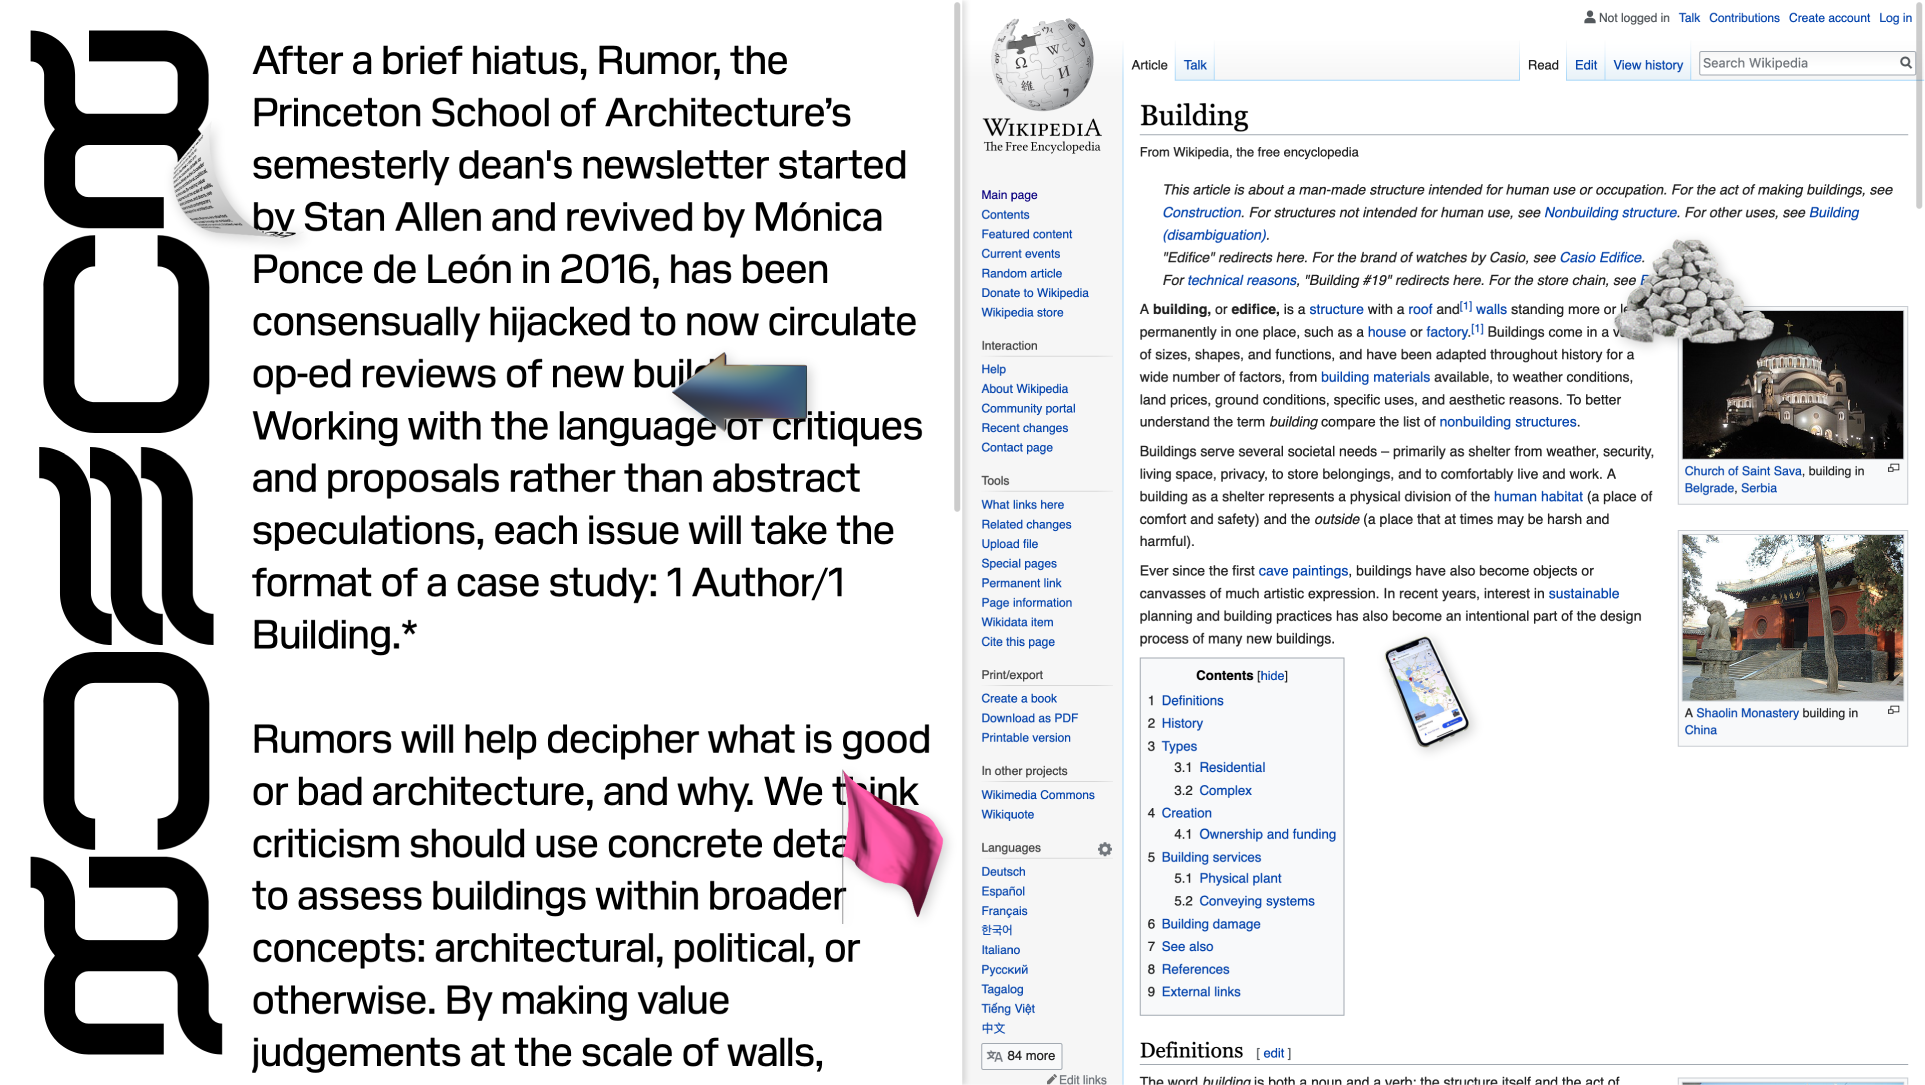 RUMOR
After a brief hiatus, Rumor, the
Princeton School of Architecture’s
semesterly dean's newsletter started
by Stan Allen and revived by Mónica
Ponce de León in 2016, has been
consensually hijacked to now circulate
op-ed reviews of new
Working with the language of critiques
and proposals rather than abstract
speculations, each issue will take the
format of a case study: 1 Author/1
Building.*
Rumors will help decipher what is good
or bad architecture, and why. We think
criticism should use concrete
to assess buildings within broader
concepts: architectural, political, or
otherwise. By making value
judgements at the scale of walls,
WIKIPEDIA
The Free Encyclopedia
Main page
Contents
Featured content
Current events
Random article
Donate to Wikipedia
Wikipedia store
Interaction
Help
About Wikipedia
Community portal
Recent changes
Contact page
Tools
What links here
Related changes
Upload file
Special pages
Permanent link
Page information
Wikidata item
Cite this page
Print/export
Create a book
Download as PDF
Printable version
In other projects
Wikimedia Commons
Wikiquote
Languages
Deutsch
Español
Français
한국어
Italiano
Русский
Tagalog
Tiếng Việt
中文
84 more
Edit links
Not logged in Talk Contributions Create account Log in
Article Talk Read Edit View history Search Wikipedia
Building
From Wikipedia, the free encyclopedia
This article is about a man-made structure intended for human use or occupation. For the act of making buildings, see
Construction. For structures not intended for human use, see Nonbuilding structure. For other uses, see Building
(disambiguation).
"Edifice" redirects here. For the brand of watches by Casio, see Casio Edifice.
For technical reasons, "Building #19" redirects here. For the store chain, see
A building, or edifice, is a structure with a roof and[1] walls standing more or
permanently in one place, such as a house or factory.[1] Buildings come in a
of sizes, shapes, and functions, and have been adapted throughout history for a
wide number of factors, from building materials available, to weather conditions,
land prices, ground conditions, specific uses, and aesthetic reasons. To better
understand the term building compare the list of nonbuilding structures.
Buildings serve several societal needs – primarily as shelter from weather, security,
living space, privacy, to store belongings, and to comfortably live and work. A
building as a shelter represents a physical division of the human habitat (a place of
comfort and safety) and the outside (a place that at times may be harsh and
harmful).
Ever since the first cave paintings, buildings have also become objects or
canvasses of much artistic expression. In recent years, interest in sustainable
planning and building practices has also become an intentional part of the design
process of many new buildings.
Church of Saint Sava, building in
Belgrade, Serbia
A Shaolin Monastery building in
China
Contents [hide]
1 Definitions
2 History
3 Types
3.1 Residential
3.2 Complex
4 Creation
4.1 Ownership and funding
5 Building services
5.1 Physical plant
5.2 Conveying systems
6 Building damage
7 See also
8 References
9 External links
Definitions [ edit ]
The word building is both a noun and a verb: the structure itself and the act of